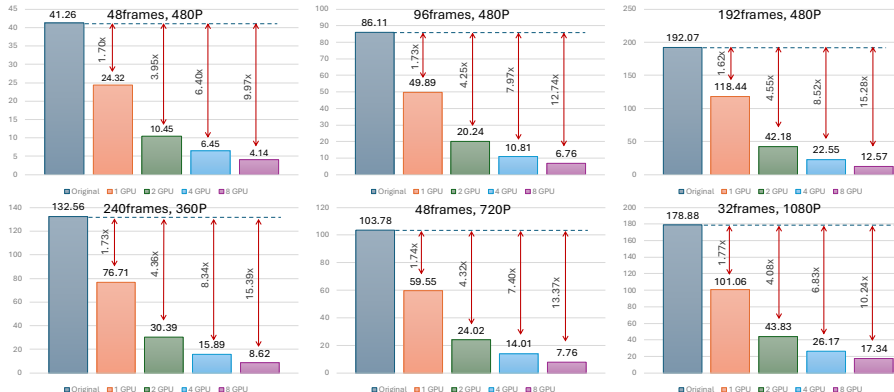 48frames, 480P
45
40
35
30
25
20
15
10
5
0
41.26
24.32
10.45
6.45
4.14
1.70x
3.95x
6.40x
9.97x
Original 1 GPU 2 GPU 4 GPU 8 GPU
96frames, 480P
100
90
80
70
60
50
40
30
20
10
0
86.11
49.89
20.24
10.81
6.76
1.73x
4.25x
7.97x
12.74x
Original 1 GPU 2 GPU 4 GPU 8 GPU
192frames, 480P
250
200
150
100
50
0
192.07
118.44
42.18
22.55
12.57
1.62x
4.55x
8.52x
15.28x
Original 1 GPU 2 GPU 4 GPU 8 GPU
240frames, 360P
140
120
100
80
60
40
20
0
132.56
76.71
30.39
15.89
8.62
1.73x
4.36x
8.34x
15.39x
Original 1 GPU 2 GPU 4 GPU 8 GPU
48frames, 720P
120
100
80
60
40
20
0
103.78
59.55
24.02
14.01
7.76
1.74x
4.32x
7.40x
13.37x
Original 1 GPU 2 GPU 4 GPU 8 GPU
32frames, 1080P
200
180
160
140
120
100
80
60
40
20
0
178.88
101.06
43.83
26.17
17.34
1.77x
4.08x
6.83x
10.24x
Original 1 GPU 2 GPU 4 GPU 8 GPU